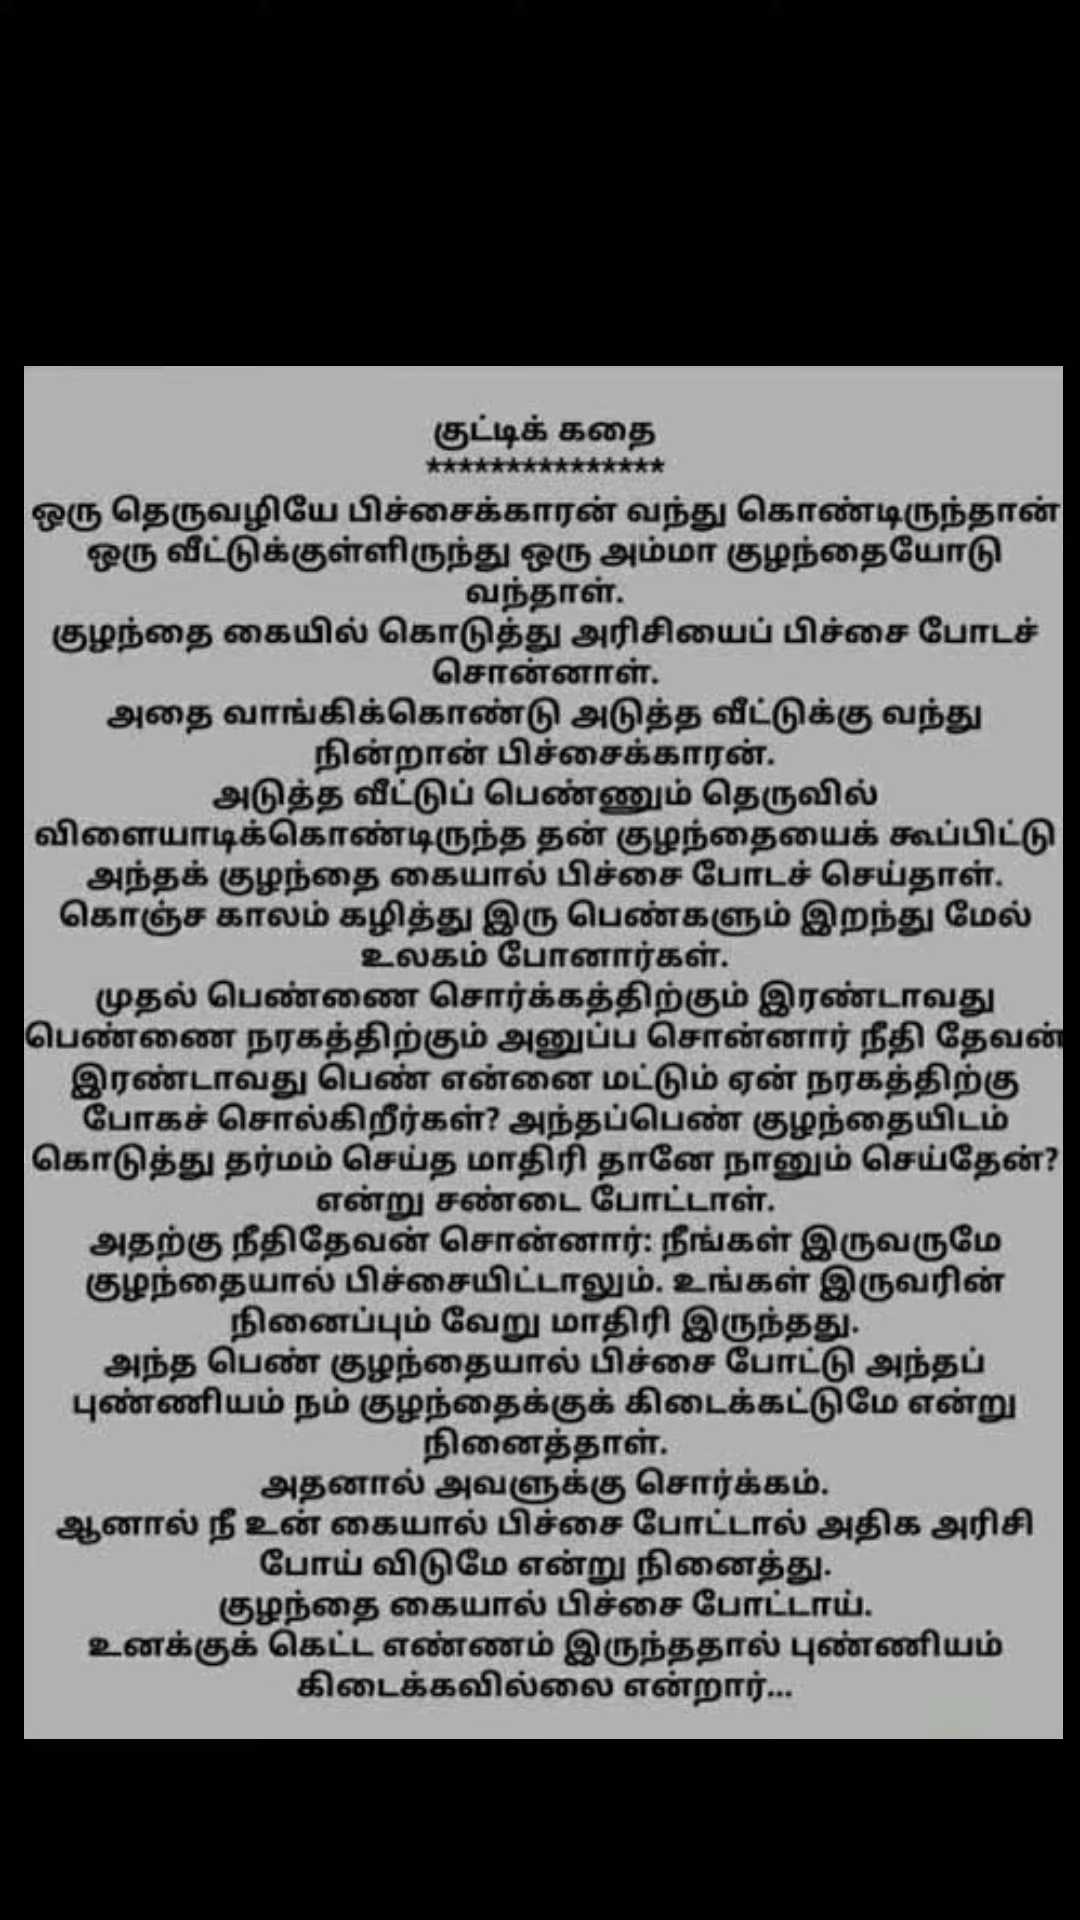 குட்டிக் கதை
***************
ஒரு தெருவழியே பிச்சைக்காரன் வந்து கொண்டிருந்தான்
ஒரு வீட்டுக்குள்ளிருந்து ஒரு அம்மா குழந்தையோடு
வந்தாள்.
குழந்தை கையில் கொடுத்து அரிசியைப் பிச்சை போடச்
சொன்னாள்.
அதை வாங்கிக்கொண்டு அடுத்த வீட்டுக்கு வந்து
நின்றான் பிச்சைக்காரன்.
அடுத்த வீட்டுப் பெண்ணும் தெருவில்
விளையாடிக்கொண்டிருந்த தன் குழந்தையைக் கூப்பிட்டு
அந்தக் குழந்தை கையால் பிச்சை போடச் செய்தாள்.
கொஞ்ச காலம் கழித்து இரு பெண்களும் இறந்து மேல்
உலகம் போனார்கள்.
முதல் பெண்ணை சொர்க்கத்திற்கும் இரண்டாவது
பெண்ணை நரகத்திற்கும் அனுப்ப சொன்னார் நீதி தேவன்
இரண்டாவது பெண் என்னை மட்டும் ஏன் நரகத்திற்கு
போகச் சொல்கிறீர்கள்? அந்தப்பெண் குழந்தையிடம்
கொடுத்து தர்மம் செய்த மாதிரி தானே நானும் செய்தேன்?
என்று சண்டை போட்டாள்.
அதற்கு நீதிதேவன் சொன்னார்: நீங்கள் இருவருமே
குழந்தையால் பிச்சையிட்டாலும். உங்கள் இருவரின்
நினைப்பும் வேறு மாதிரி இருந்தது.
அந்த பெண் குழந்தையால் பிச்சை போட்டு அந்தப்
புண்ணியம் நம் குழந்தைக்குக் கிடைக்கட்டுமே என்று
நினைத்தாள்.
அதனால் அவளுக்கு சொர்க்கம்.
ஆனால் நீ உன் கையால் பிச்சை போட்டால் அதிக அரிசி
போய் விடுமே என்று நினைத்து.
குழந்தை கையால் பிச்சை போட்டாய்.
உனக்குக் கெட்ட எண்ணம் இருந்ததால் புண்ணியம்
கிடைக்கவில்லை என்றார்...